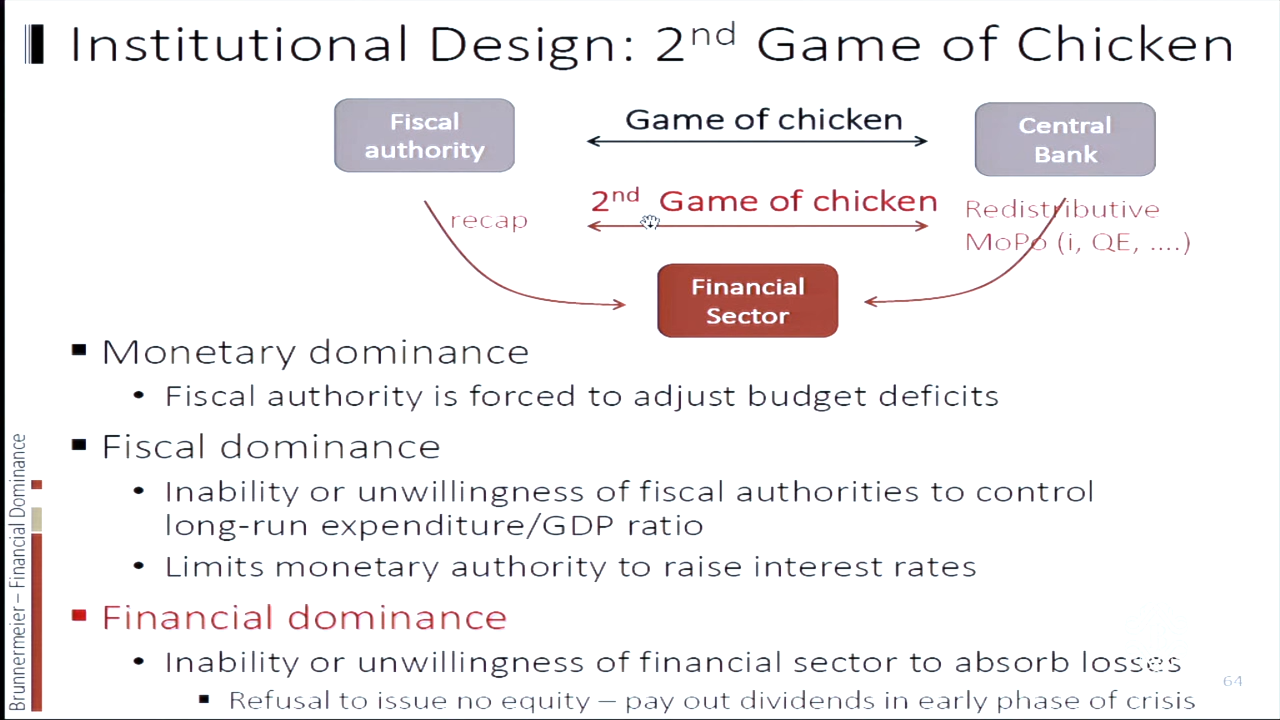 Institutional Design: 2nd Game of Chicken
Fiscal
authority
Game of chicken
Central
Bank
recap
2nd Game of chicken
Redistributive
MoPo (i, QE, ....)
Financial
Sector
Monetary dominance
Fiscal authority is forced to adjust budget deficits
Fiscal dominance
Inability or unwillingness of fiscal authorities to control
long-run expenditure/GDP ratio
Limits monetary authority to raise interest rates
Financial dominance
Inability or unwillingness of financial sector to absorb losses
Refusal to issue no equity – pay out dividends in early phase of crisis
Brunnermeier – Financial Dominance
64